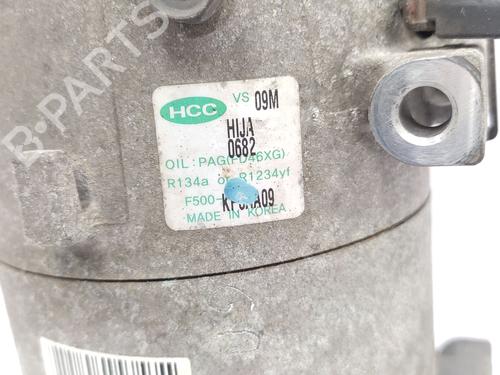 B-PARTS
HCC
VS 09M
HIJA
0682
OIL: PAG(FD46XG)
R134a or R1234yf
F500
MADE IN KOREA